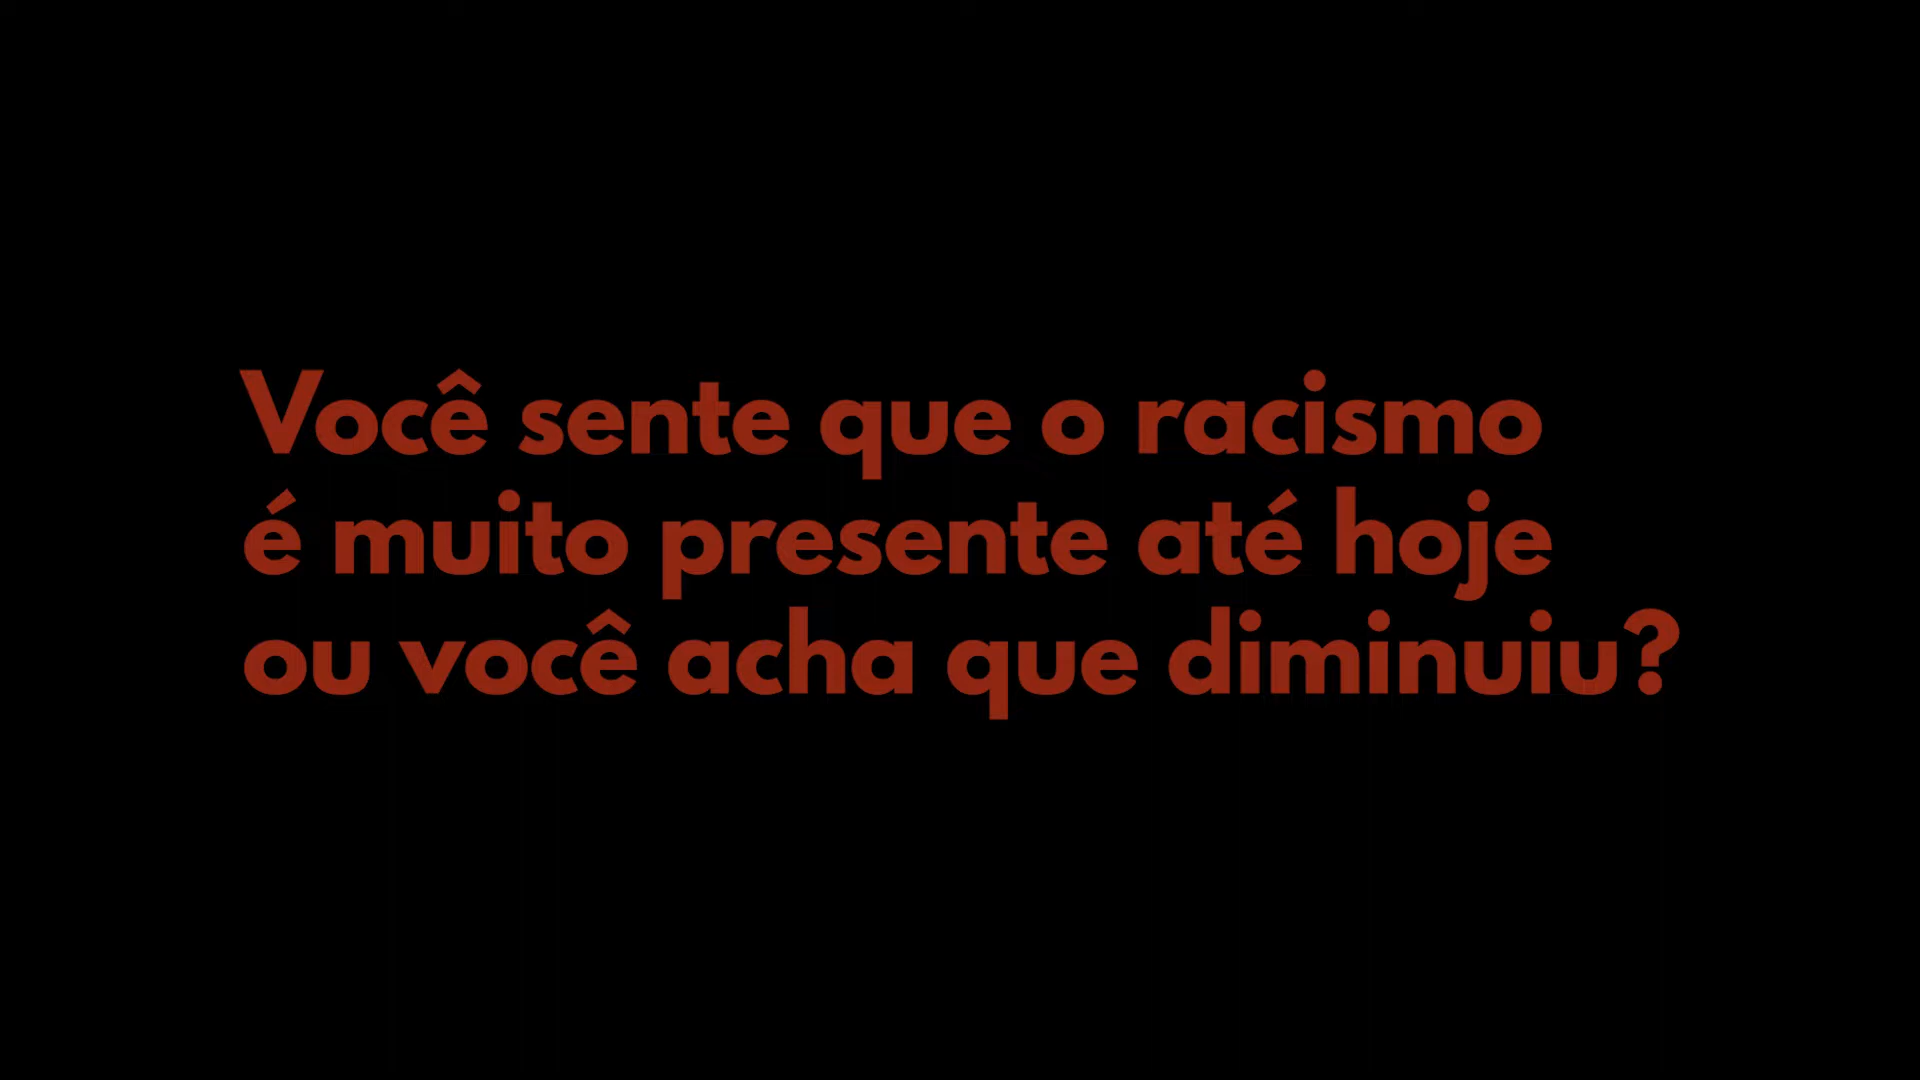 Você sente que o racismo
é muito presente até hoje
ou você acha que diminuiu?